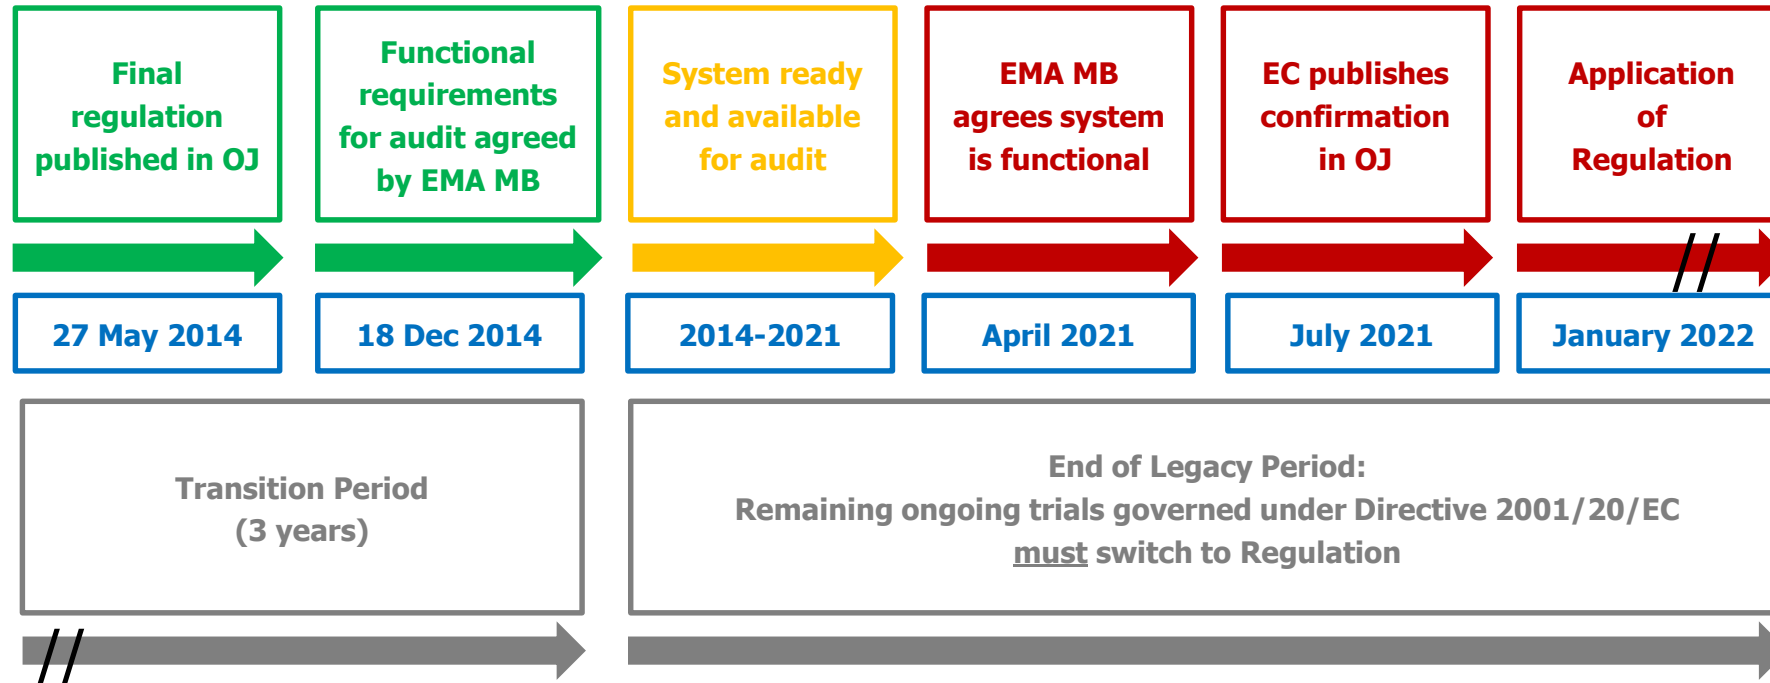 Final
regulation
published in OJ
Functional
requirements
for audit agreed
by EMA MB
System ready
and available
for audit
EMA MB
agrees system
is functional
EC publishes
confirmation
in OJ
Application
of
Regulation
27 May 2014
18 Dec 2014
2014-2021
April 2021
July 2021
January 2022
Transition Period
(3 years)
End of Legacy Period:
Remaining ongoing trials governed under Directive 2001/20/EC
must switch to Regulation